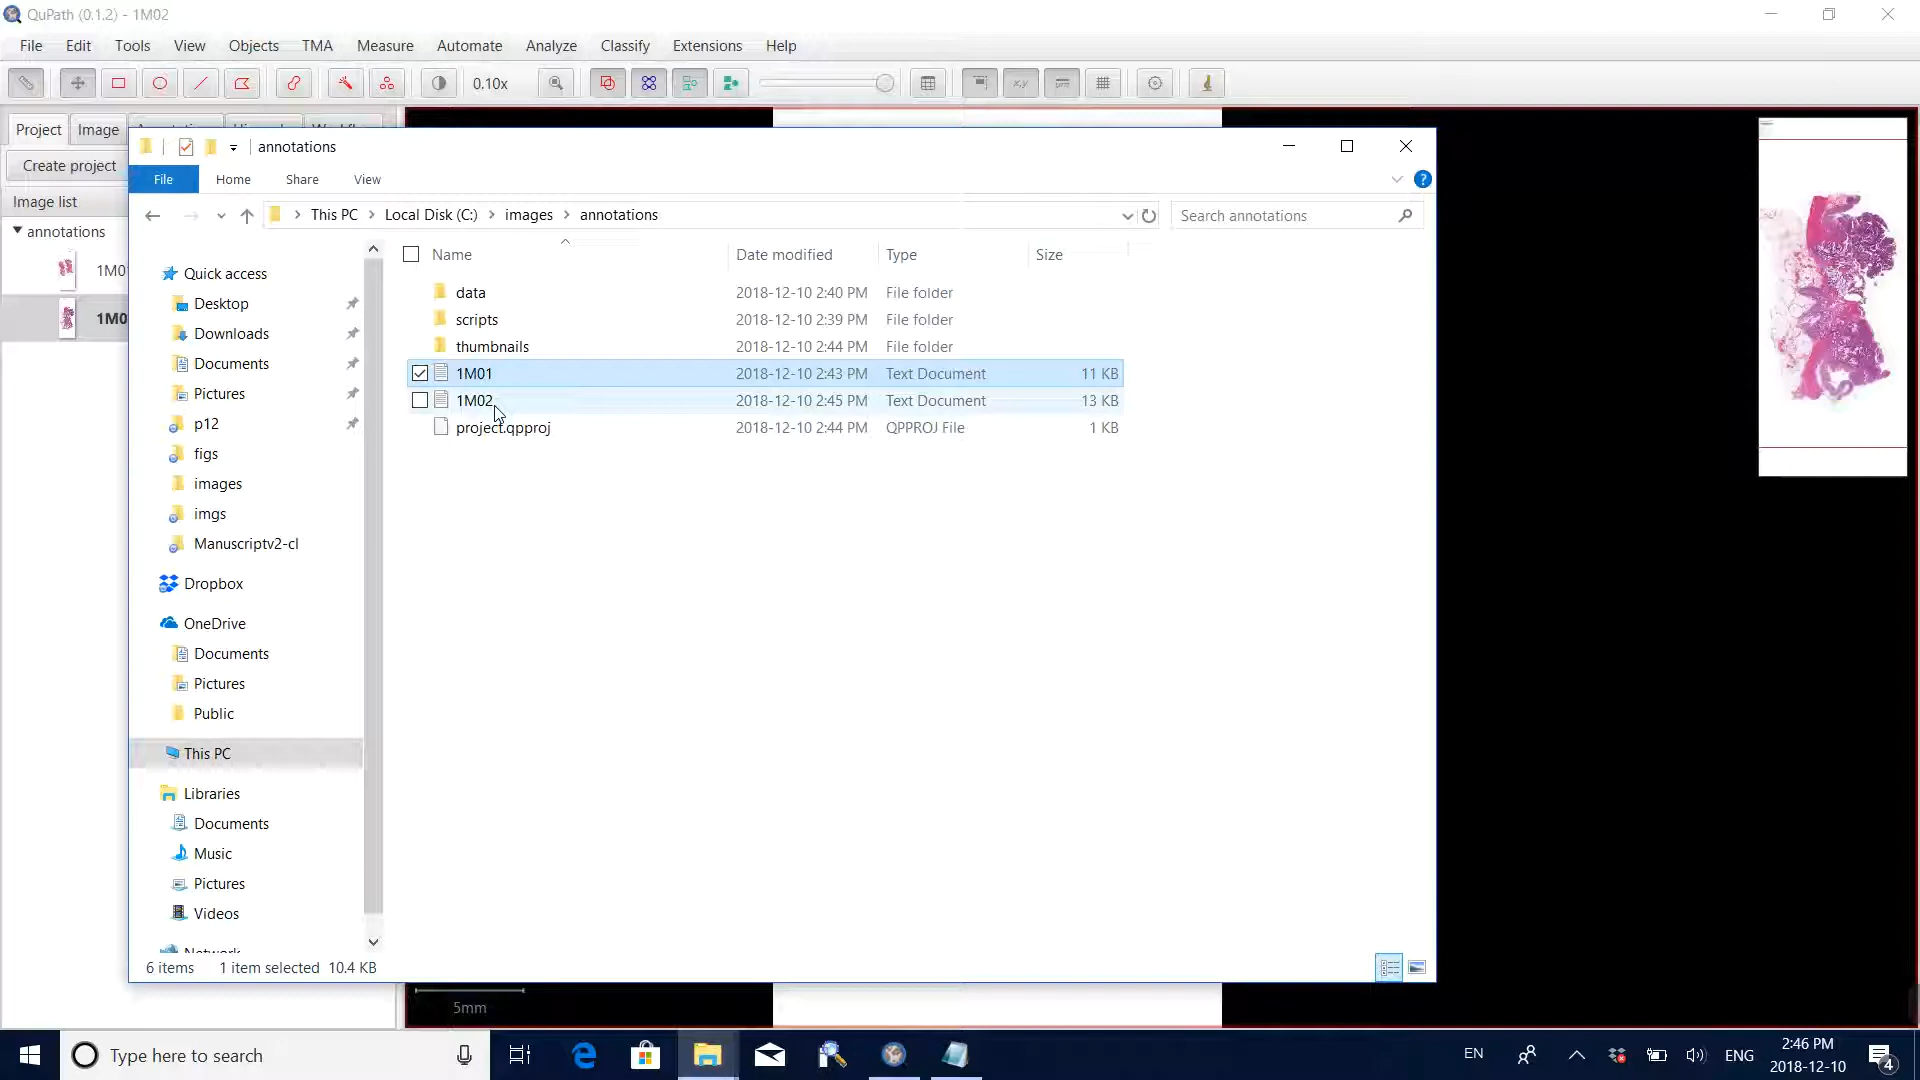 QuPath (0.1.2) - 1M02
File Edit Tools View Objects TMA Measure Automate Analyze Classify Extensions Help
0.10x
Project Image
annotations
Create project
File Home Share View
Image list
This PC Local Disk (C:) images annotations
Search annotations
annotations
Name Date modified Type Size
1M0
1M0
Quick access
Desktop
Downloads
Documents
Pictures
p12
figs
images
imgs
Manuscriptv2-cl
Dropbox
OneDrive
Documents
Pictures
Public
This PC
Libraries
Documents
Music
Pictures
Videos
Network
data 2018-12-10 2:40 PM File folder
scripts 2018-12-10 2:39 PM File folder
thumbnails 2018-12-10 2:44 PM File folder
1M01 2018-12-10 2:43 PM Text Document 11 KB
1M02 2018-12-10 2:45 PM Text Document 13 KB
project.qpproj 2018-12-10 2:44 PM QPPROJ File 1 KB
6 items 1 item selected 10.4 KB
5mm
Type here to search
EN
ENG
2:46 PM
2018-12-10
4